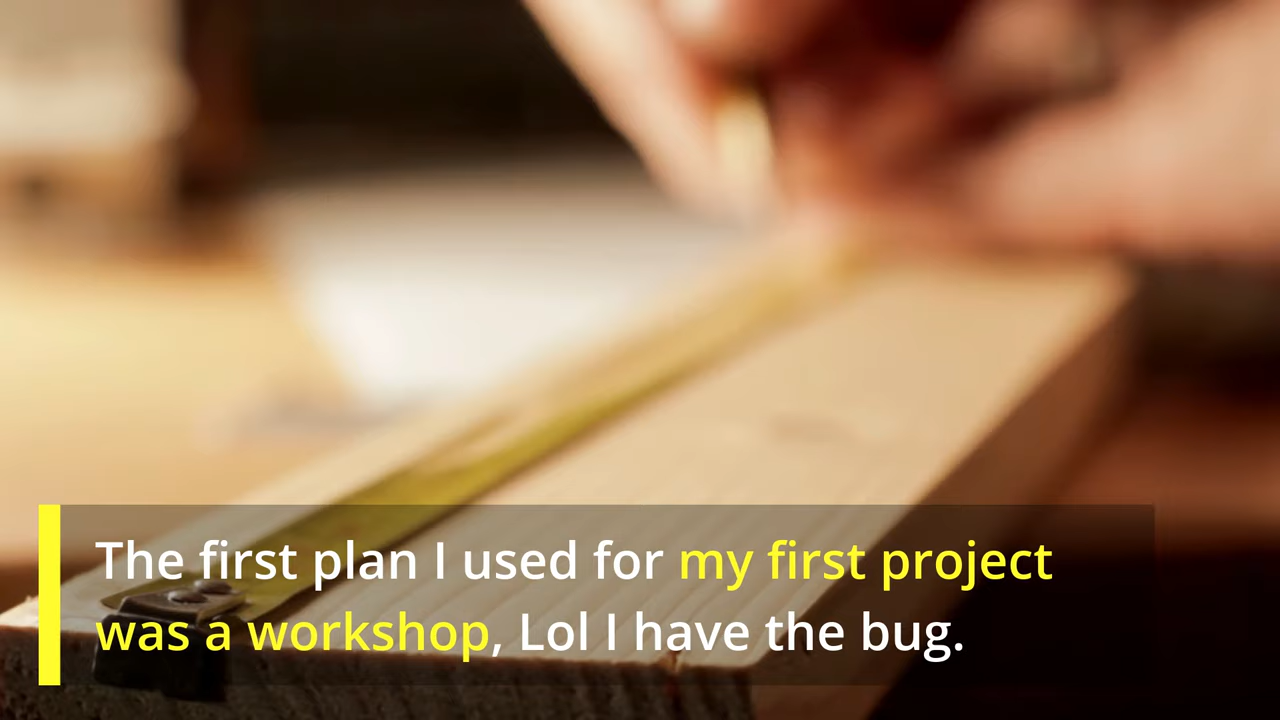 The first plan I used for my first project
was a workshop, Lol I have the bug.